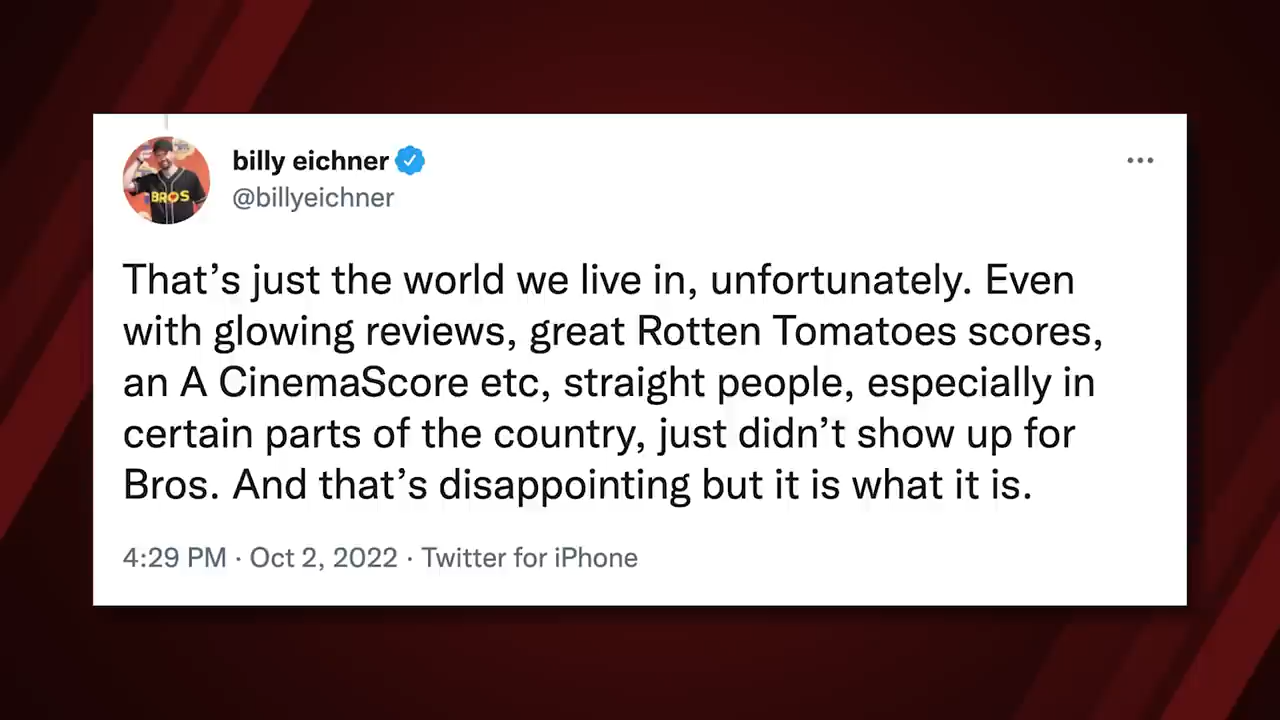 billy eichner
@billyeichner
BROS
That’s just the world we live in, unfortunately. Even
with glowing reviews, great Rotten Tomatoes scores,
an A CinemaScore etc, straight people, especially in
certain parts of the country, just didn’t show up for
Bros. And that’s disappointing but it is what it is.
4:29 PM · Oct 2, 2022 · Twitter for iPhone